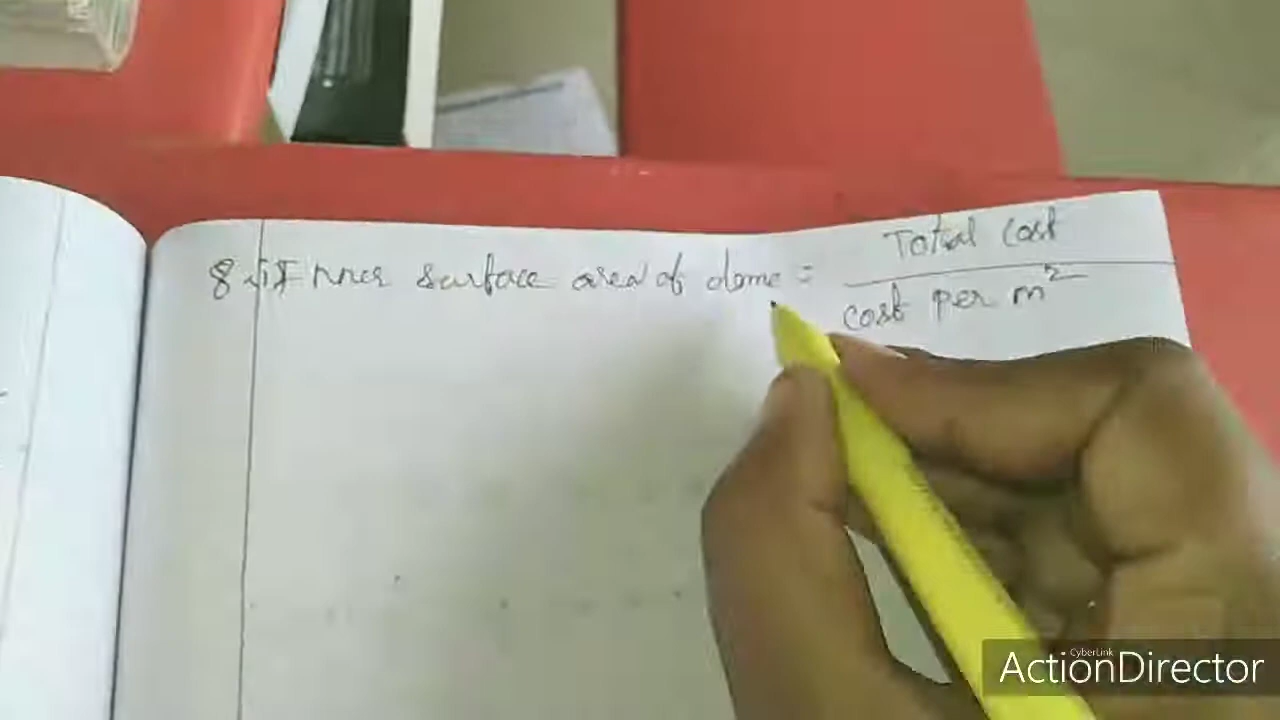 8 i) Inner surface area of dome = Total cost
cost per m²
CyberLink
ActionDirector